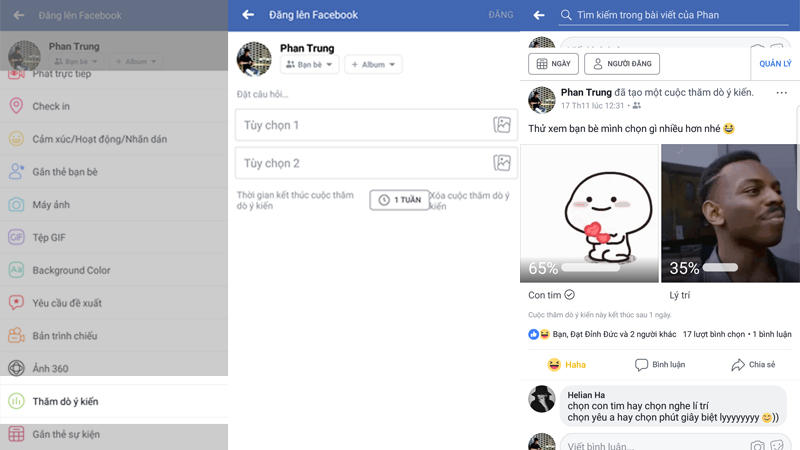 Đăng lên Facebook
Phan Trung
Bạn bè
+ Album
Phát trực tiếp
Check in
Cảm xúc/Hoạt động/Nhãn dán
Gắn thẻ bạn bè
Máy ảnh
GIF
Tệp GIF
Aa
Background Color
Yêu cầu đề xuất
Bản trình chiếu
Ảnh 360
Thăm dò ý kiến
Gắn thẻ sự kiện
Đăng lên Facebook
ĐĂNG
Phan Trung
Bạn bè
+ Album
Đặt câu hỏi...
Tùy chọn 1
Tùy chọn 2
Thời gian kết thúc cuộc thăm
dò ý kiến
1 TUẦN
Xóa cuộc thăm dò ý
kiến
Tìm kiếm trong bài viết của Phan
Viết bình luận...
NGÀY
NGƯỜI ĐĂNG
QUẢN LÝ
Phan Trung đã tạo một cuộc thăm dò ý kiến.
17 Th11 lúc 12:31
Thử xem bạn bè mình chọn gì nhiều hơn nhé 😄
65%
35%
Con tim
Lý trí
Cuộc thăm dò ý kiến này kết thúc sau 1 ngày.
Bạn, Đạt Đỉnh Đức và 2 người khác
17 lượt bình chọn • 1 bình luận
Haha
Bình luận
Chia sẻ
Helian Ha
chọn con tim hay chọn nghe lí trí
chọn yêu a hay chọn phút giây biệt lyyyyyyyy 😊))
Viết bình luận...